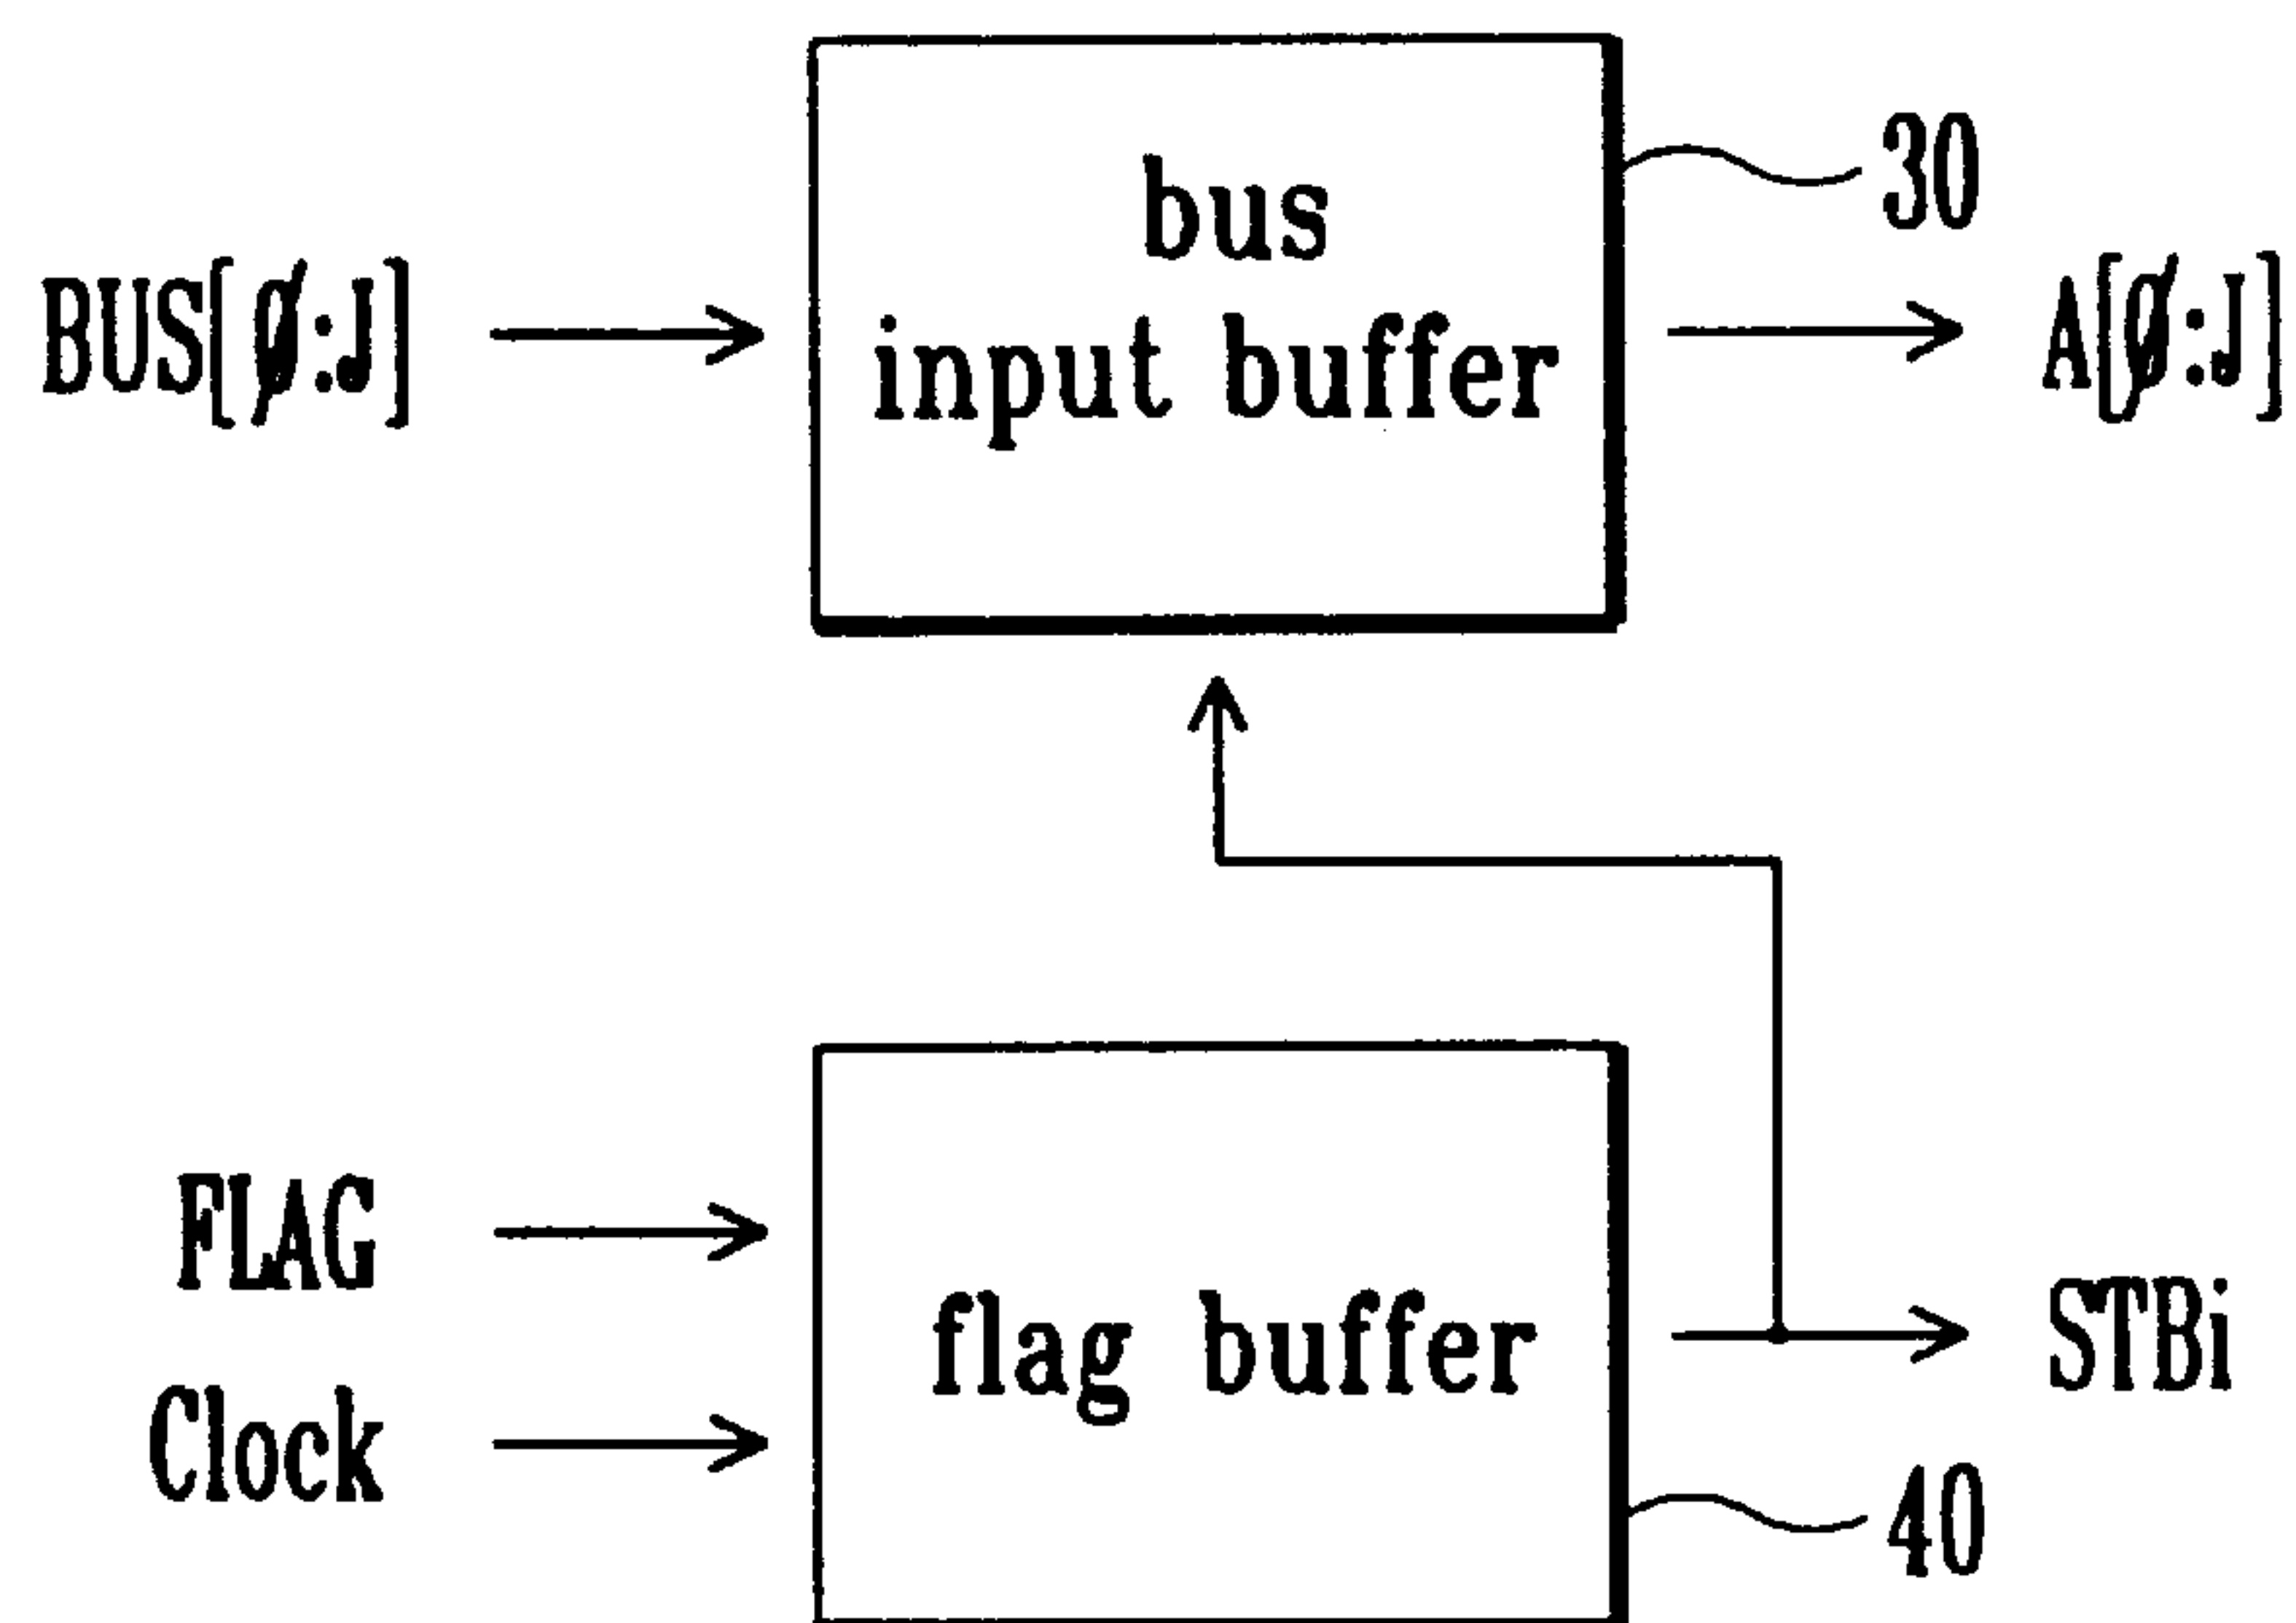 bus
30
BUS[Ø:J]
input buffer
A[Ø:J]
FLAG
flag buffer
STBi
Clock
40